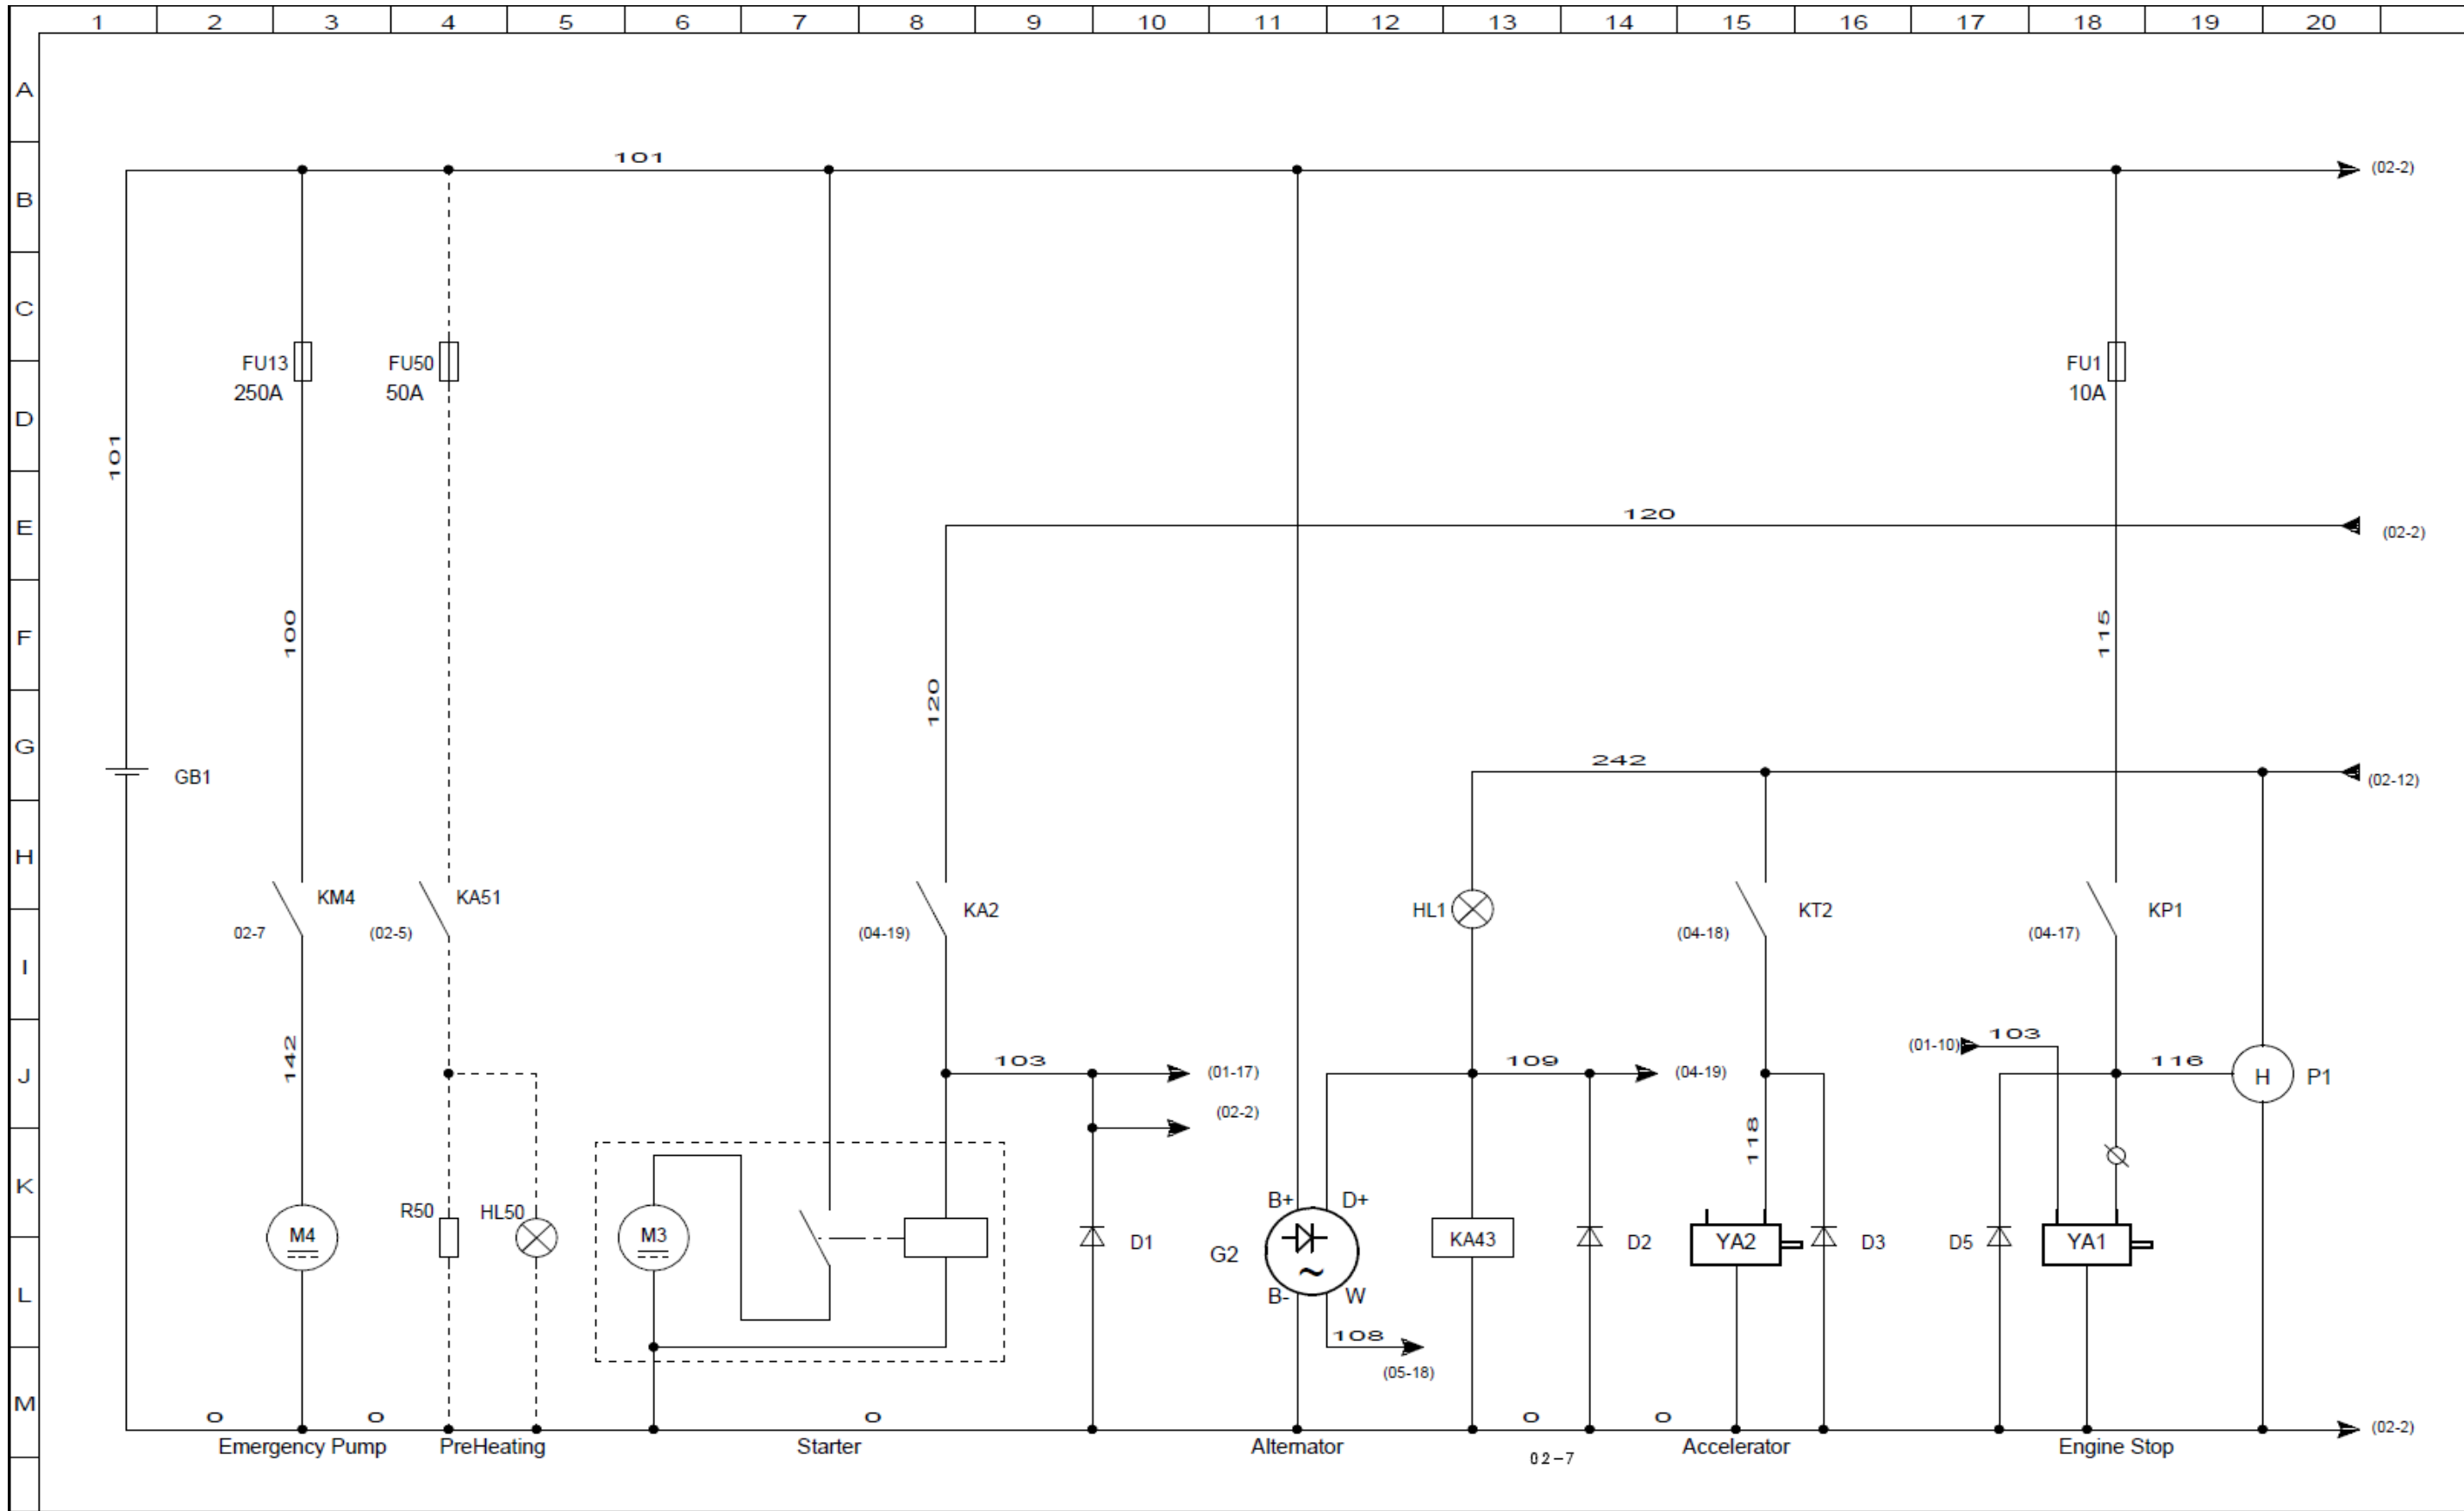 1 2 3 4 5 6 7 8 9 10 11 12 13 14 15 16 17 18 19 20
A
101
(02-2)
B
C
FU13
FU50
FU1
250A
50A
10A
D
101
120
E
(02-2)
100
115
F
120
G
242
GB1
(02-12)
H
KM4
KA51
KA2
HL1
KT2
KP1
02-7
(02-5)
(04-19)
(04-18)
(04-17)
I
142
103
(01-10)
103
109
116
J
(01-17)
(04-19)
H
P1
(02-2)
118
K
B+
D+
R50
HL50
M4
M3
D1
G2
KA43
D2
YA2
D3
D5
YA1
~
L
B-
W
108
(05-18)
M
0 0 0 0 0
(02-2)
Emergency Pump
PreHeating
Starter
Alternator
Accelerator
Engine Stop
02-7